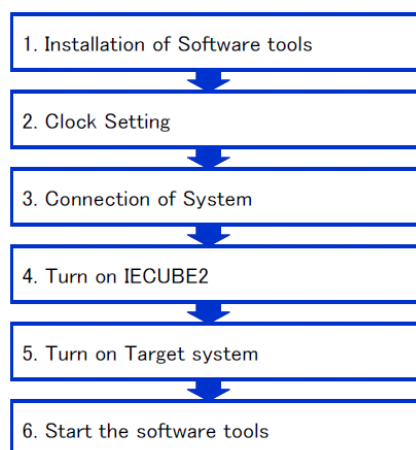 1. Installation of Software tools
2. Clock Setting
3. Connection of System
4. Turn on IECUBE2
5. Turn on Target system
6. Start the software tools